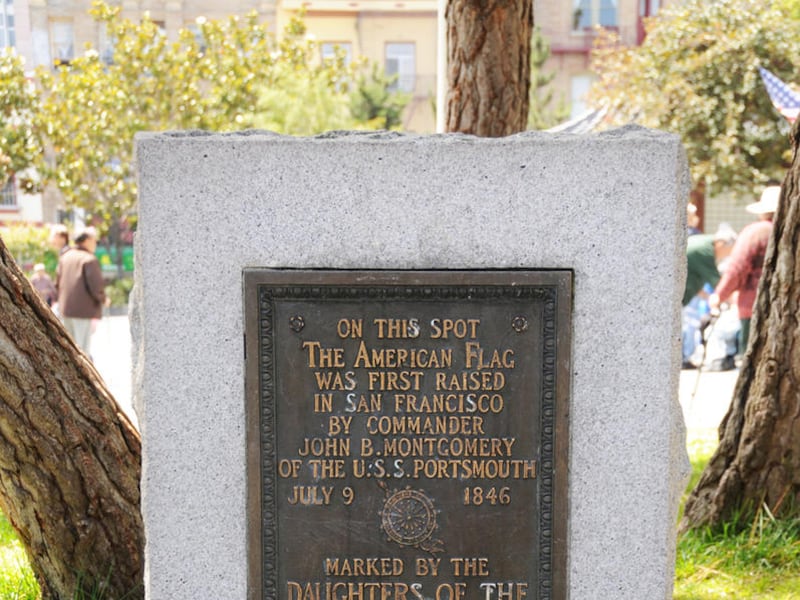 ON THIS SPOT
THE AMERICAN FLAG
WAS FIRST RAISED
IN SAN FRANCISCO
BY COMMANDER
JOHN B. MONTGOMERY
OF THE U.S.S. PORTSMOUTH
JULY 9 1846
MARKED BY THE
DAUGHTERS OF THE